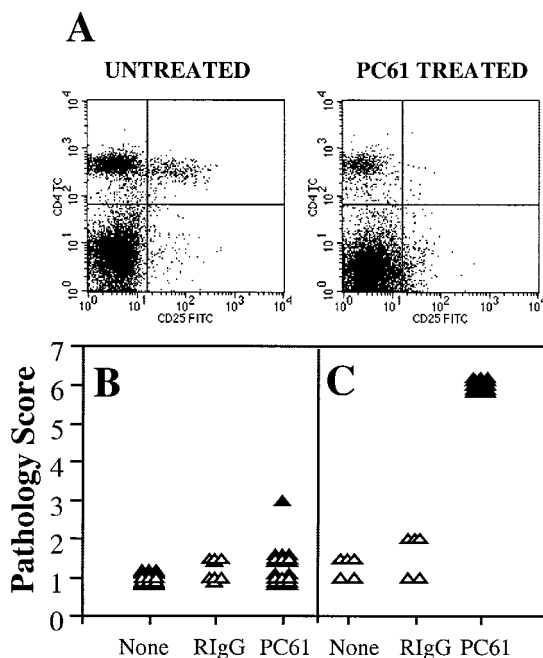 A
UNTREATED
PC61 TREATED
10⁴
10³
10²
10¹
10⁰
CD4 TC
10⁰ 10¹ 10² 10³ 10⁴
CD25 FITC
10⁴
10³
10²
10¹
10⁰
CD4 TC
10⁰ 10¹ 10² 10³ 10⁴
CD25 FITC
B
C
Pathology Score
7
6
5
4
3
2
1
0
None RIgG PC61
None RIgG PC61